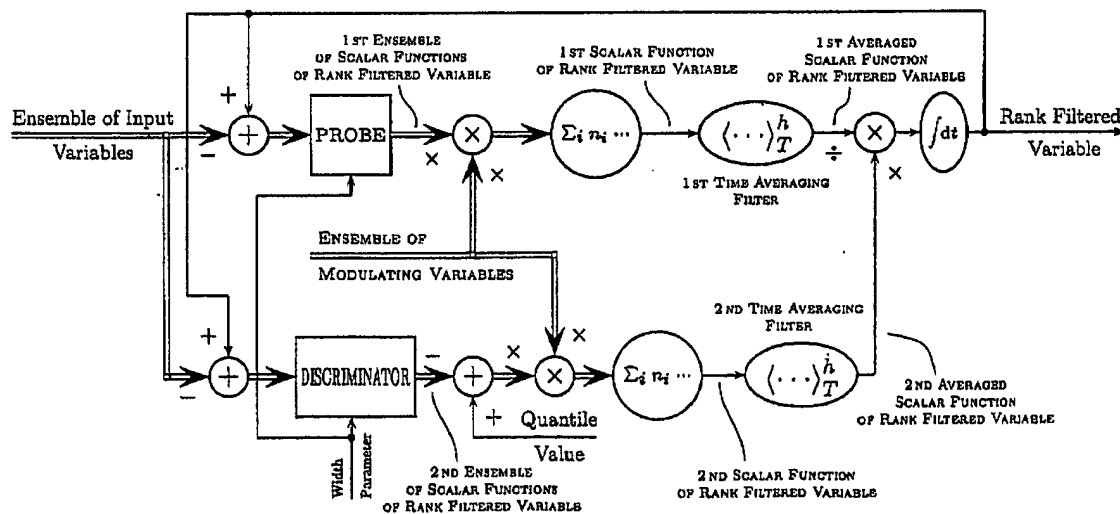 1ST ENSEMBLE
OF SCALAR FUNCTIONS
OF RANK FILTERED VARIABLE
1ST SCALAR FUNCTION
OF RANK FILTERED VARIABLE
1ST AVERAGED
SCALAR FUNCTION
OF RANK FILTERED VARIABLE
Ensemble of Input
Variables
+
−
+
PROBE
×
×
×
Σi ni ···
⟨···⟩hT
÷
×
×
∫dt
Rank Filtered
Variable
1ST TIME AVERAGING
FILTER
ENSEMBLE OF
MODULATING VARIABLES
2ND TIME AVERAGING
FILTER
+
−
+
DISCRIMINATOR
−
+
×
×
×
Σi ni ···
⟨···⟩hT
+
Quantile
Value
2ND AVERAGED
SCALAR FUNCTION
OF RANK FILTERED VARIABLE
Width
Parameter
2ND ENSEMBLE
OF SCALAR FUNCTIONS
OF RANK FILTERED VARIABLE
2ND SCALAR FUNCTION
OF RANK FILTERED VARIABLE